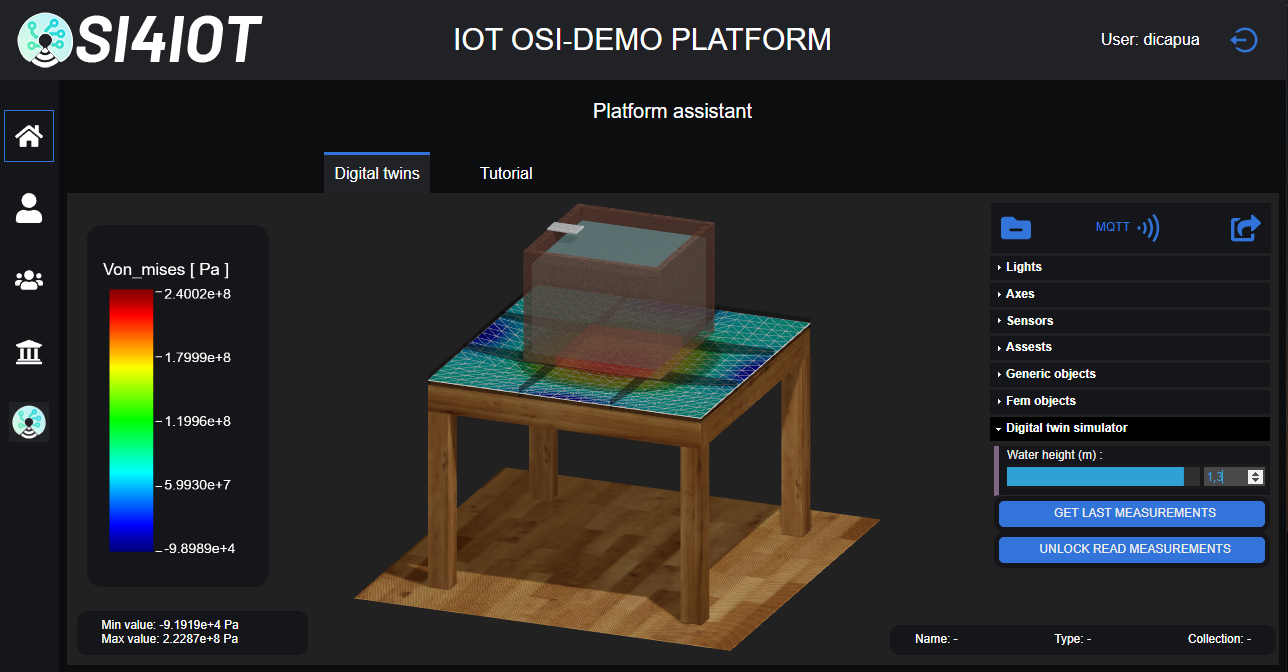 SI4IOT
IOT OSI-DEMO PLATFORM
User: dicapua
Platform assistant
Digital twins
Tutorial
Von_mises [ Pa ]
2.4002e+8
1.7999e+8
1.1996e+8
5.9930e+7
-9.8989e+4
Min value: -9.1919e+4 Pa
Max value: 2.2287e+8 Pa
MQTT
Lights
Axes
Sensors
Assests
Generic objects
Fem objects
Digital twin simulator
Water height (m) :
1,3
GET LAST MEASUREMENTS
UNLOCK READ MEASUREMENTS
Name: -
Type: -
Collection: -